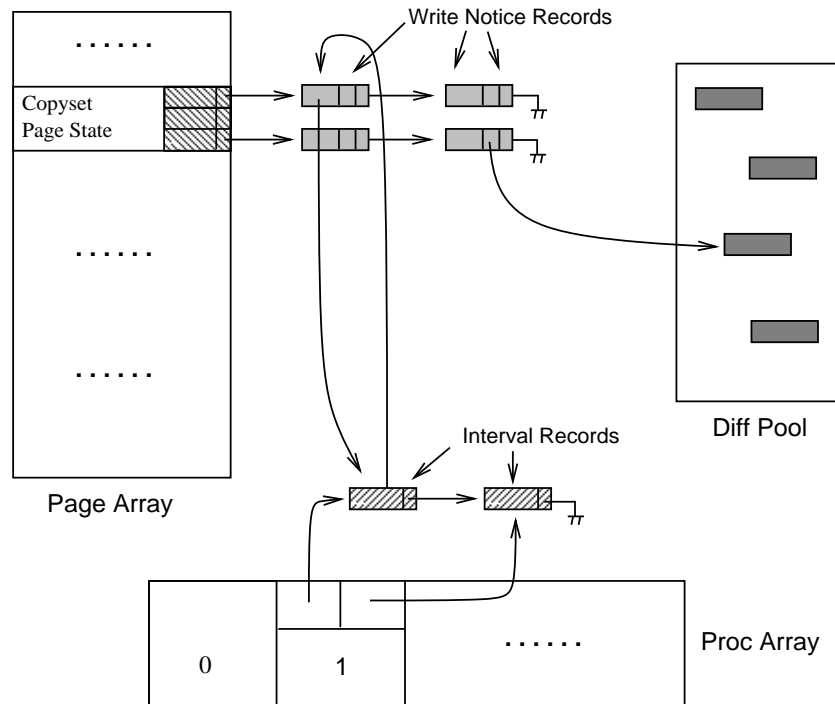 Write Notice Records
. . . . . .
Copyset
Page State
. . . . . .
. . . . . .
Diff Pool
Interval Records
Page Array
. . . . . .
Proc Array
0
1